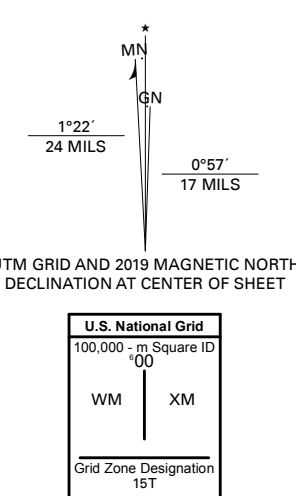 ★
MN
GN
1°22´
24 MILS
0°57´
17 MILS
UTM GRID AND 2019 MAGNETIC NORTH
DECLINATION AT CENTER OF SHEET
U.S. National Grid
100,000 - m Square ID
⁶00
WM XM
Grid Zone Designation
15T